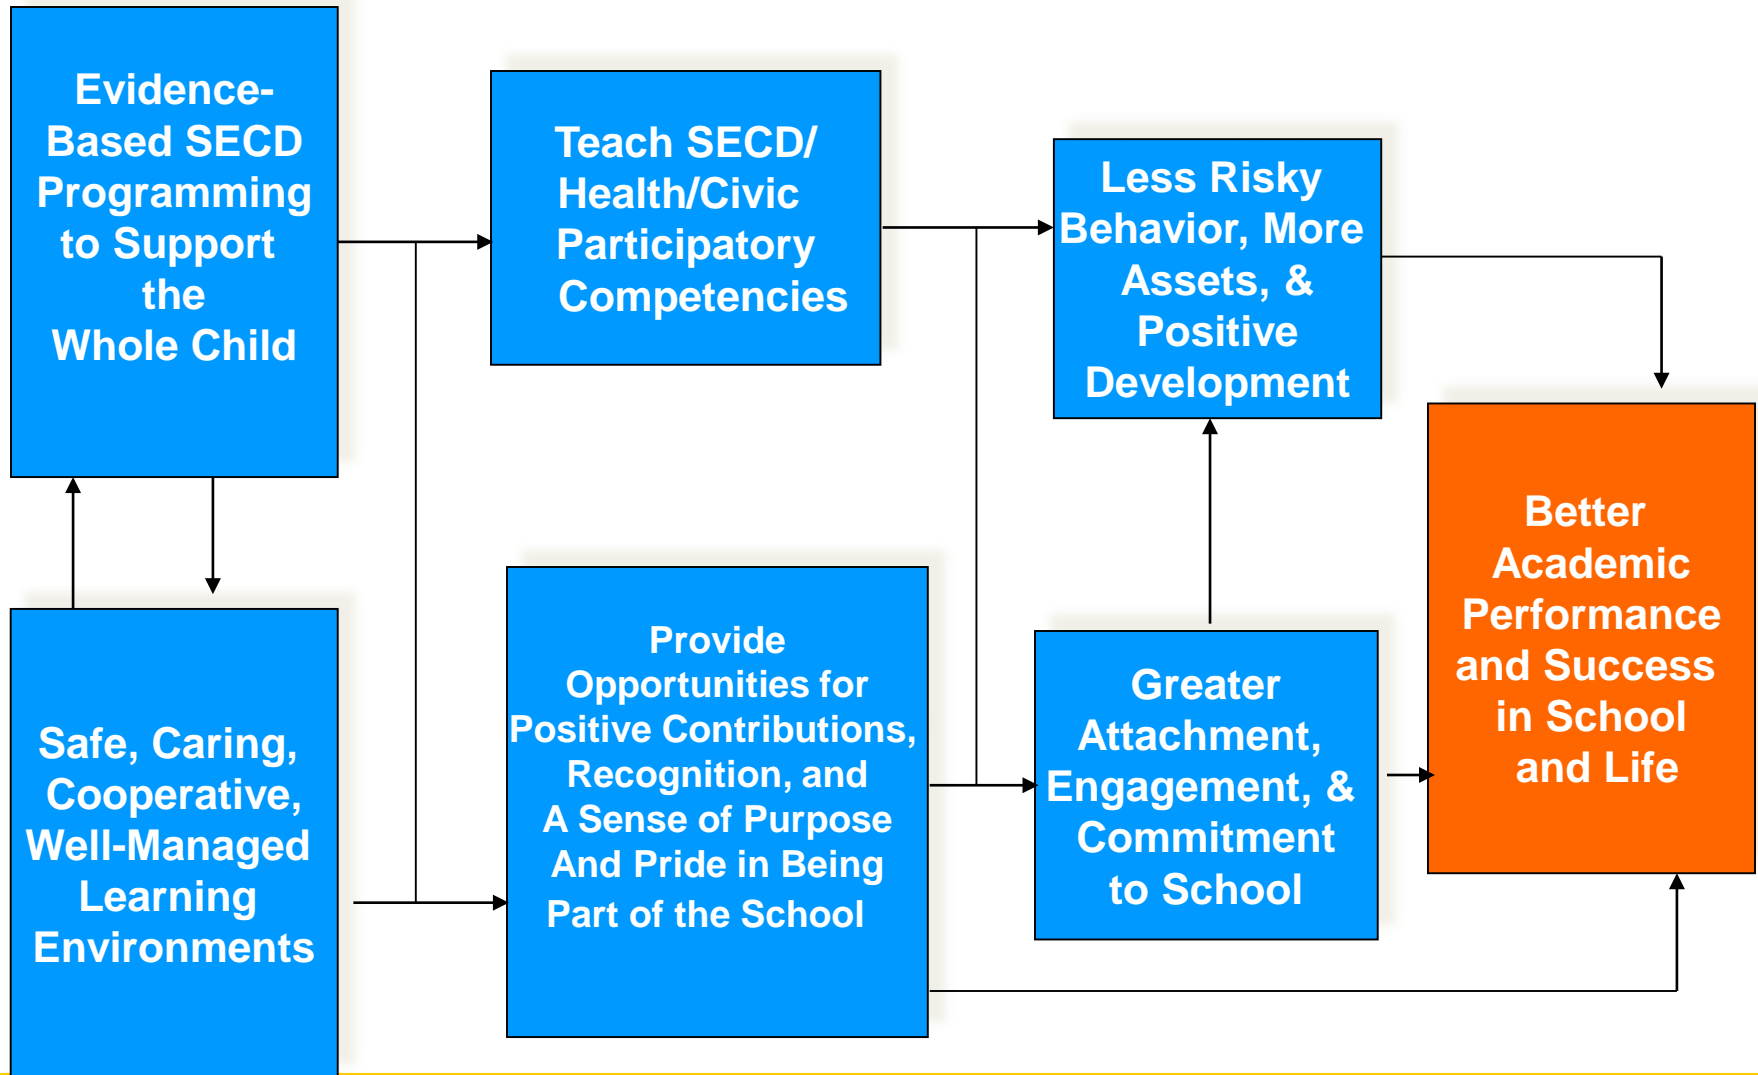 Evidence-
Based SECD
Programming
to Support
the
Whole Child
Teach SECD/
Health/Civic
Participatory
Competencies
Less Risky
Behavior, More
Assets, &
Positive
Development
Better
Academic
Performance
and Success
in School
and Life
Safe, Caring,
Cooperative,
Well-Managed
Learning
Environments
Provide
Opportunities for
Positive Contributions,
Recognition, and
A Sense of Purpose
And Pride in Being
Part of the School
Greater
Attachment,
Engagement, &
Commitment
to School